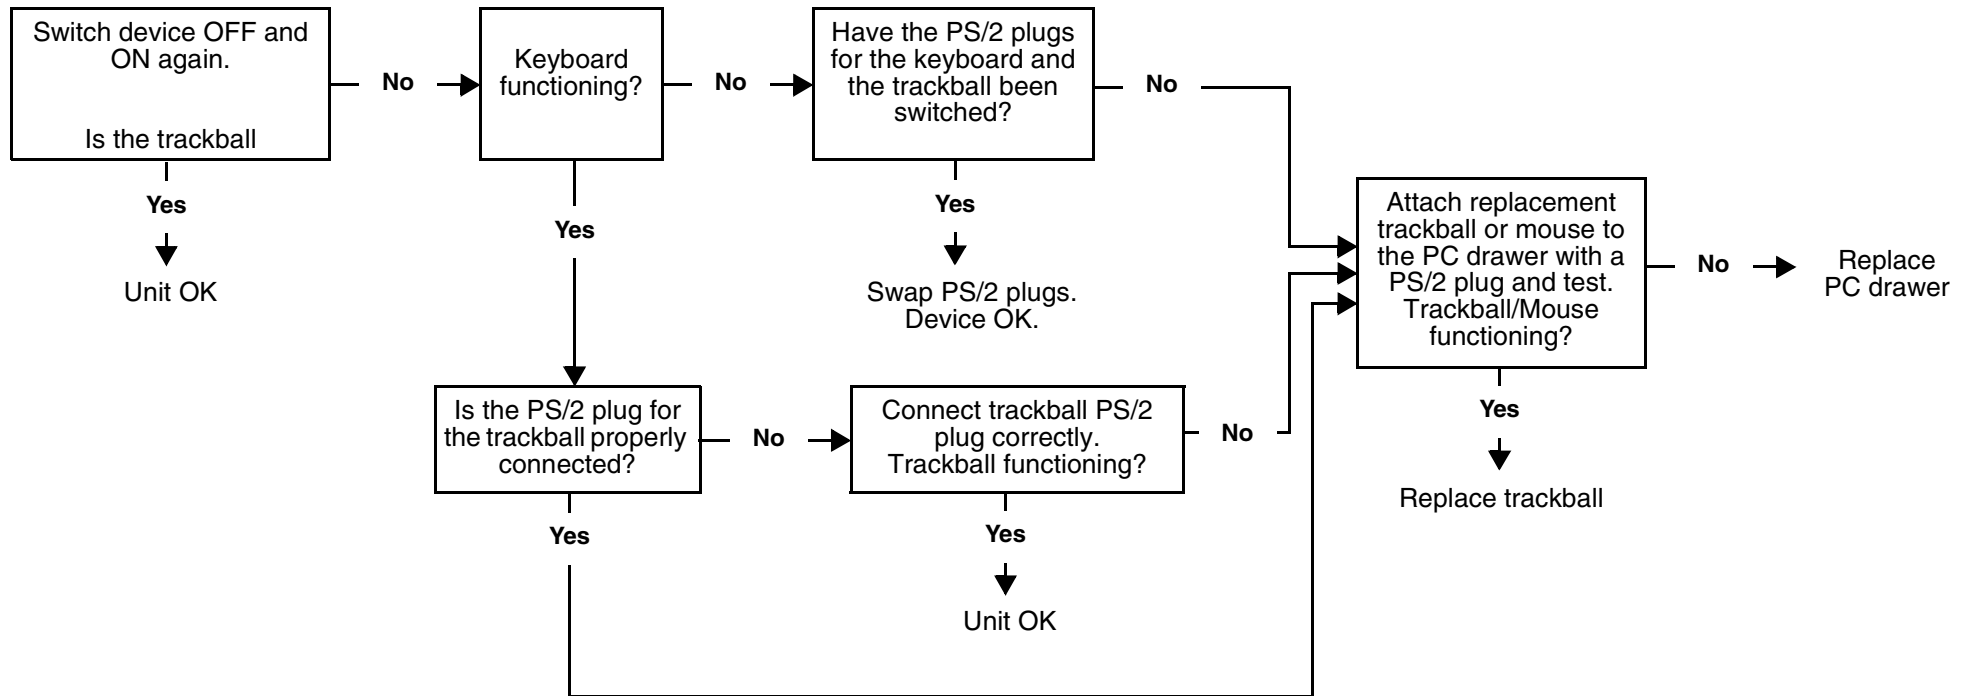 Switch device OFF and
ON again.
Is the trackball
No
Yes
Unit OK
Keyboard
functioning?
No
Yes
Have the PS/2 plugs
for the keyboard and
the trackball been
switched?
No
Yes
Swap PS/2 plugs.
Device OK.
Is the PS/2 plug for
the trackball properly
connected?
No
Yes
Connect trackball PS/2
plug correctly.
Trackball functioning?
No
Yes
Unit OK
Attach replacement
trackball or mouse to
the PC drawer with a
PS/2 plug and test.
Trackball/Mouse
functioning?
No
Replace
PC drawer
Yes
Replace trackball